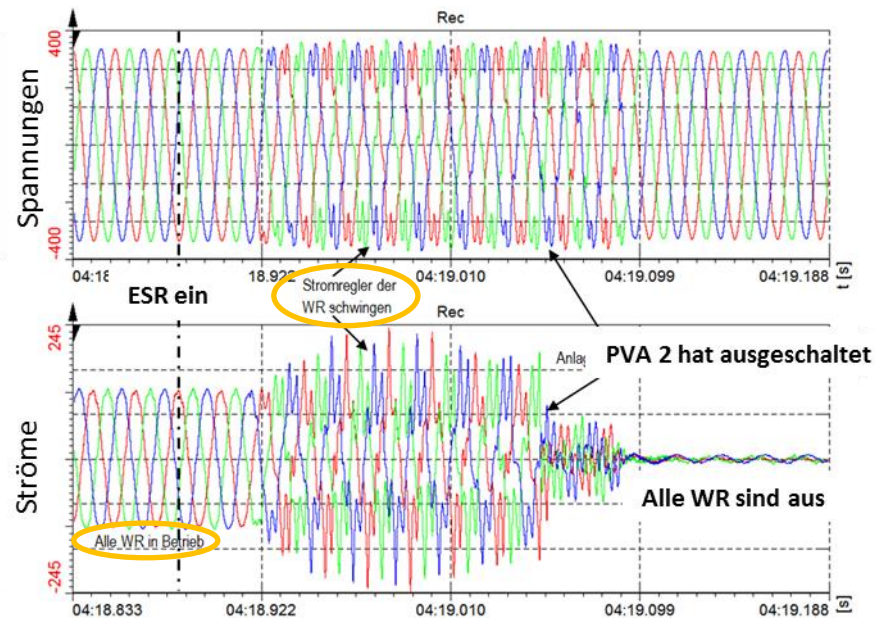 Rec
400
Spannungen
-400
04:18
18.922
04:19.010
04:19.099
04:19.188
t [s]
ESR ein
Stromregler der
WR schwingen
Rec
245
Anlag
PVA 2 hat ausgeschaltet
Ströme
Alle WR sind aus
Alle WR in Betrieb
-245
04:18.833
04:18.922
04:19.010
04:19.099
04:19.188
[s]